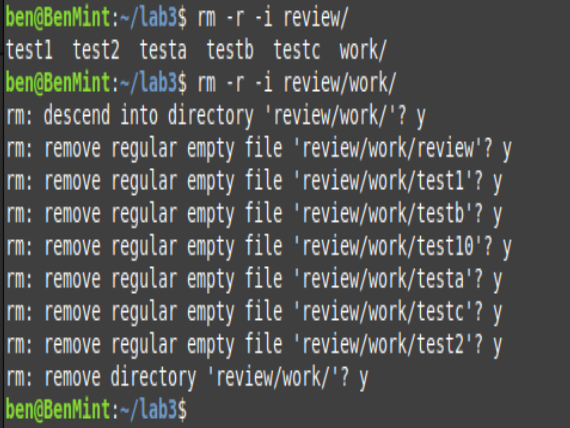 ben@BenMint:~/lab3$ rm -r -i review/
test1 test2 testa testb testc work/
ben@BenMint:~/lab3$ rm -r -i review/work/
rm: descend into directory 'review/work/'? y
rm: remove regular empty file 'review/work/review'? y
rm: remove regular empty file 'review/work/test1'? y
rm: remove regular empty file 'review/work/testb'? y
rm: remove regular empty file 'review/work/test10'? y
rm: remove regular empty file 'review/work/testa'? y
rm: remove regular empty file 'review/work/testc'? y
rm: remove regular empty file 'review/work/test2'? y
rm: remove directory 'review/work/'? y
ben@BenMint:~/lab3$